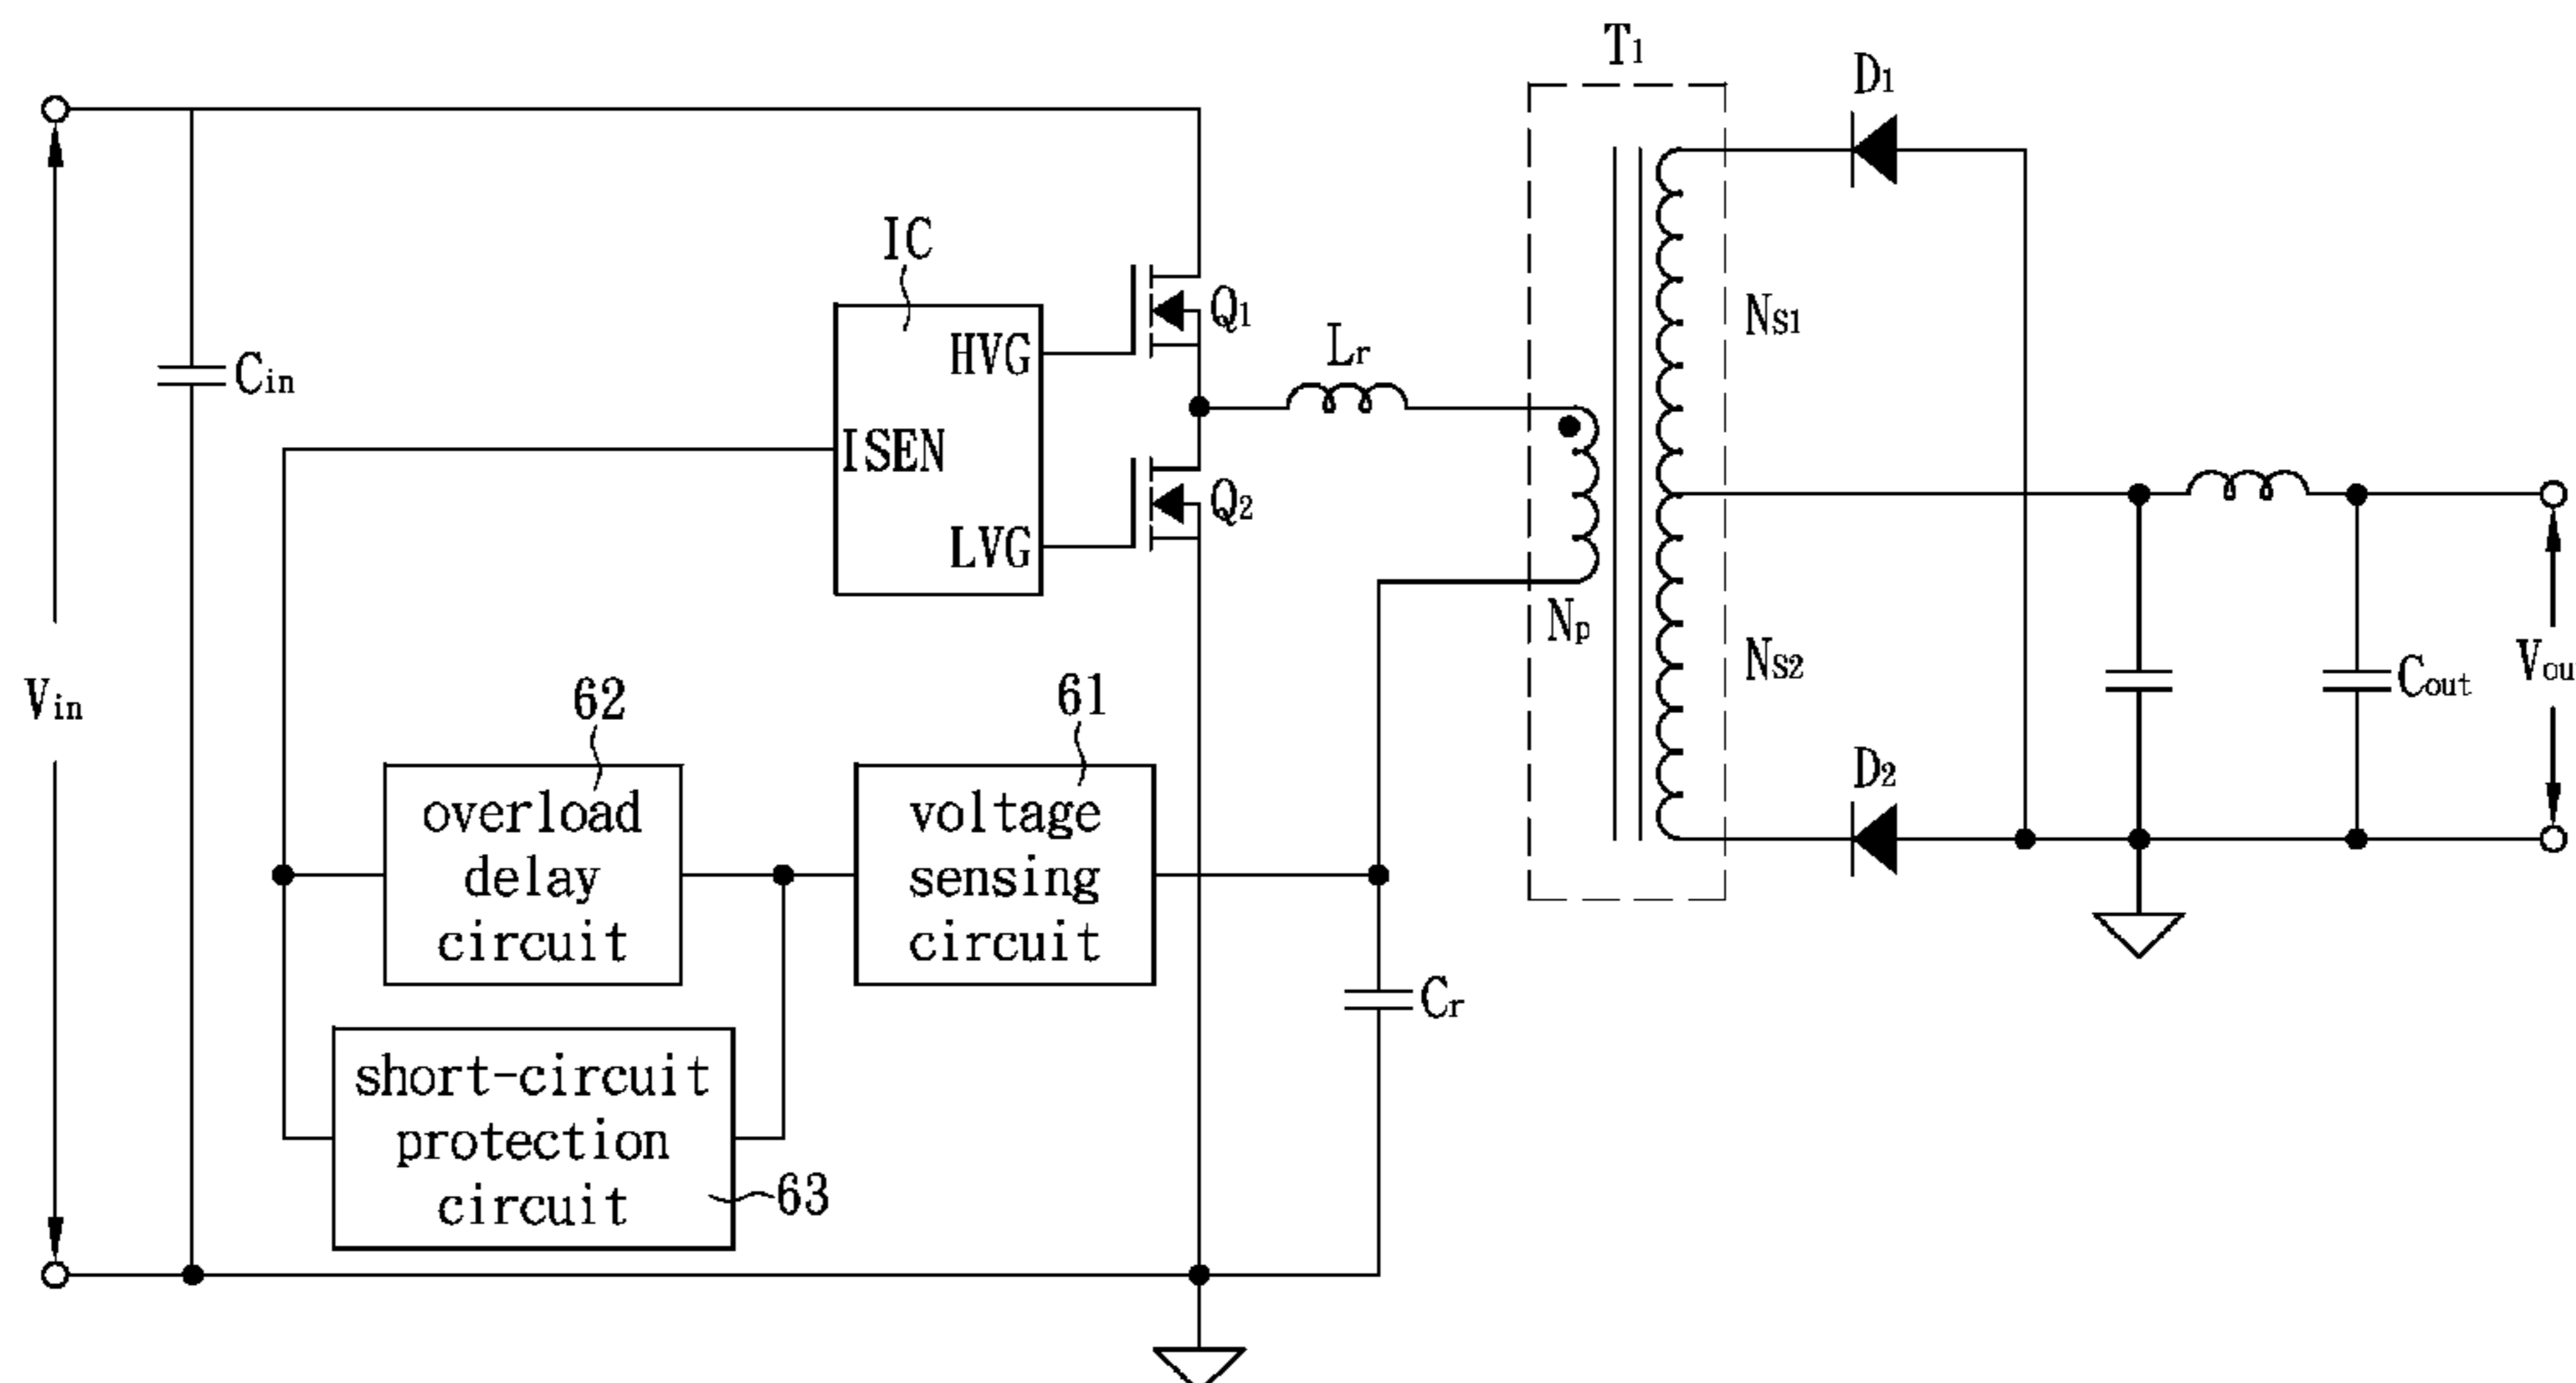 T1
D1
IC
HVG
Q1
NS1
Lr
Cin
ISEN
Q2
LVG
Np
62
61
NS2
Vin
Cout
Vou
D2
overload
delay
circuit
voltage
sensing
circuit
Cr
short-circuit
protection
circuit
63